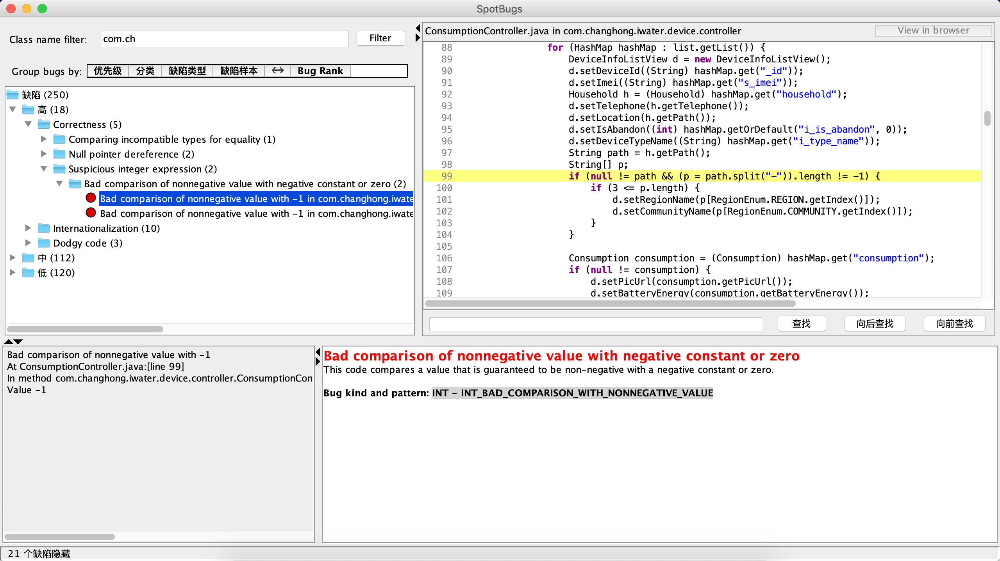 SpotBugs
Class name filter: com.ch Filter
Group bugs by: 优先级 分类 缺陷类型 缺陷样本 <-> Bug Rank
缺陷 (250)
高 (18)
Correctness (5)
Comparing incompatible types for equality (1)
Null pointer dereference (2)
Suspicious integer expression (2)
Bad comparison of nonnegative value with negative constant or zero (2)
Bad comparison of nonnegative value with -1 in com.changhong.iwate
Bad comparison of nonnegative value with -1 in com.changhong.iwate
Internationalization (10)
Dodgy code (3)
中 (112)
低 (120)
ConsumptionController.java in com.changhong.iwater.device.controller View in browser
88 for (HashMap hashMap : list.getList()) {
89 DeviceInfoListView d = new DeviceInfoListView();
90 d.setDeviceId((String) hashMap.get("_id"));
91 d.setImei((String) hashMap.get("s_imei"));
92 Household h = (Household) hashMap.get("household");
93 d.setTelephone(h.getTelephone());
94 d.setLocation(h.getPath());
95 d.setIsAbandon((int) hashMap.getOrDefault("i_is_abandon", 0));
96 d.setDeviceTypeName((String) hashMap.get("i_type_name"));
97 String path = h.getPath();
98 String[] p;
99 if (null != path && (p = path.split("-")).length != -1) {
100 if (3 <= p.length) {
101 d.setRegionName(p[RegionEnum.REGION.getIndex()]);
102 d.setCommunityName(p[RegionEnum.COMMUNITY.getIndex()]);
103 }
104 }
105
106 Consumption consumption = (Consumption) hashMap.get("consumption");
107 if (null != consumption) {
108 d.setPicUrl(consumption.getPicUrl());
109 d.setBatteryEnergy(consumption.getBatteryEnergy());
查找 向后查找 向前查找
Bad comparison of nonnegative value with -1
At ConsumptionController.java:[line 99]
In method com.changhong.iwater.device.controller.ConsumptionCon
Value -1
Bad comparison of nonnegative value with negative constant or zero
This code compares a value that is guaranteed to be non-negative with a negative constant or zero.
Bug kind and pattern: INT - INT_BAD_COMPARISON_WITH_NONNEGATIVE_VALUE
21 个缺陷隐藏